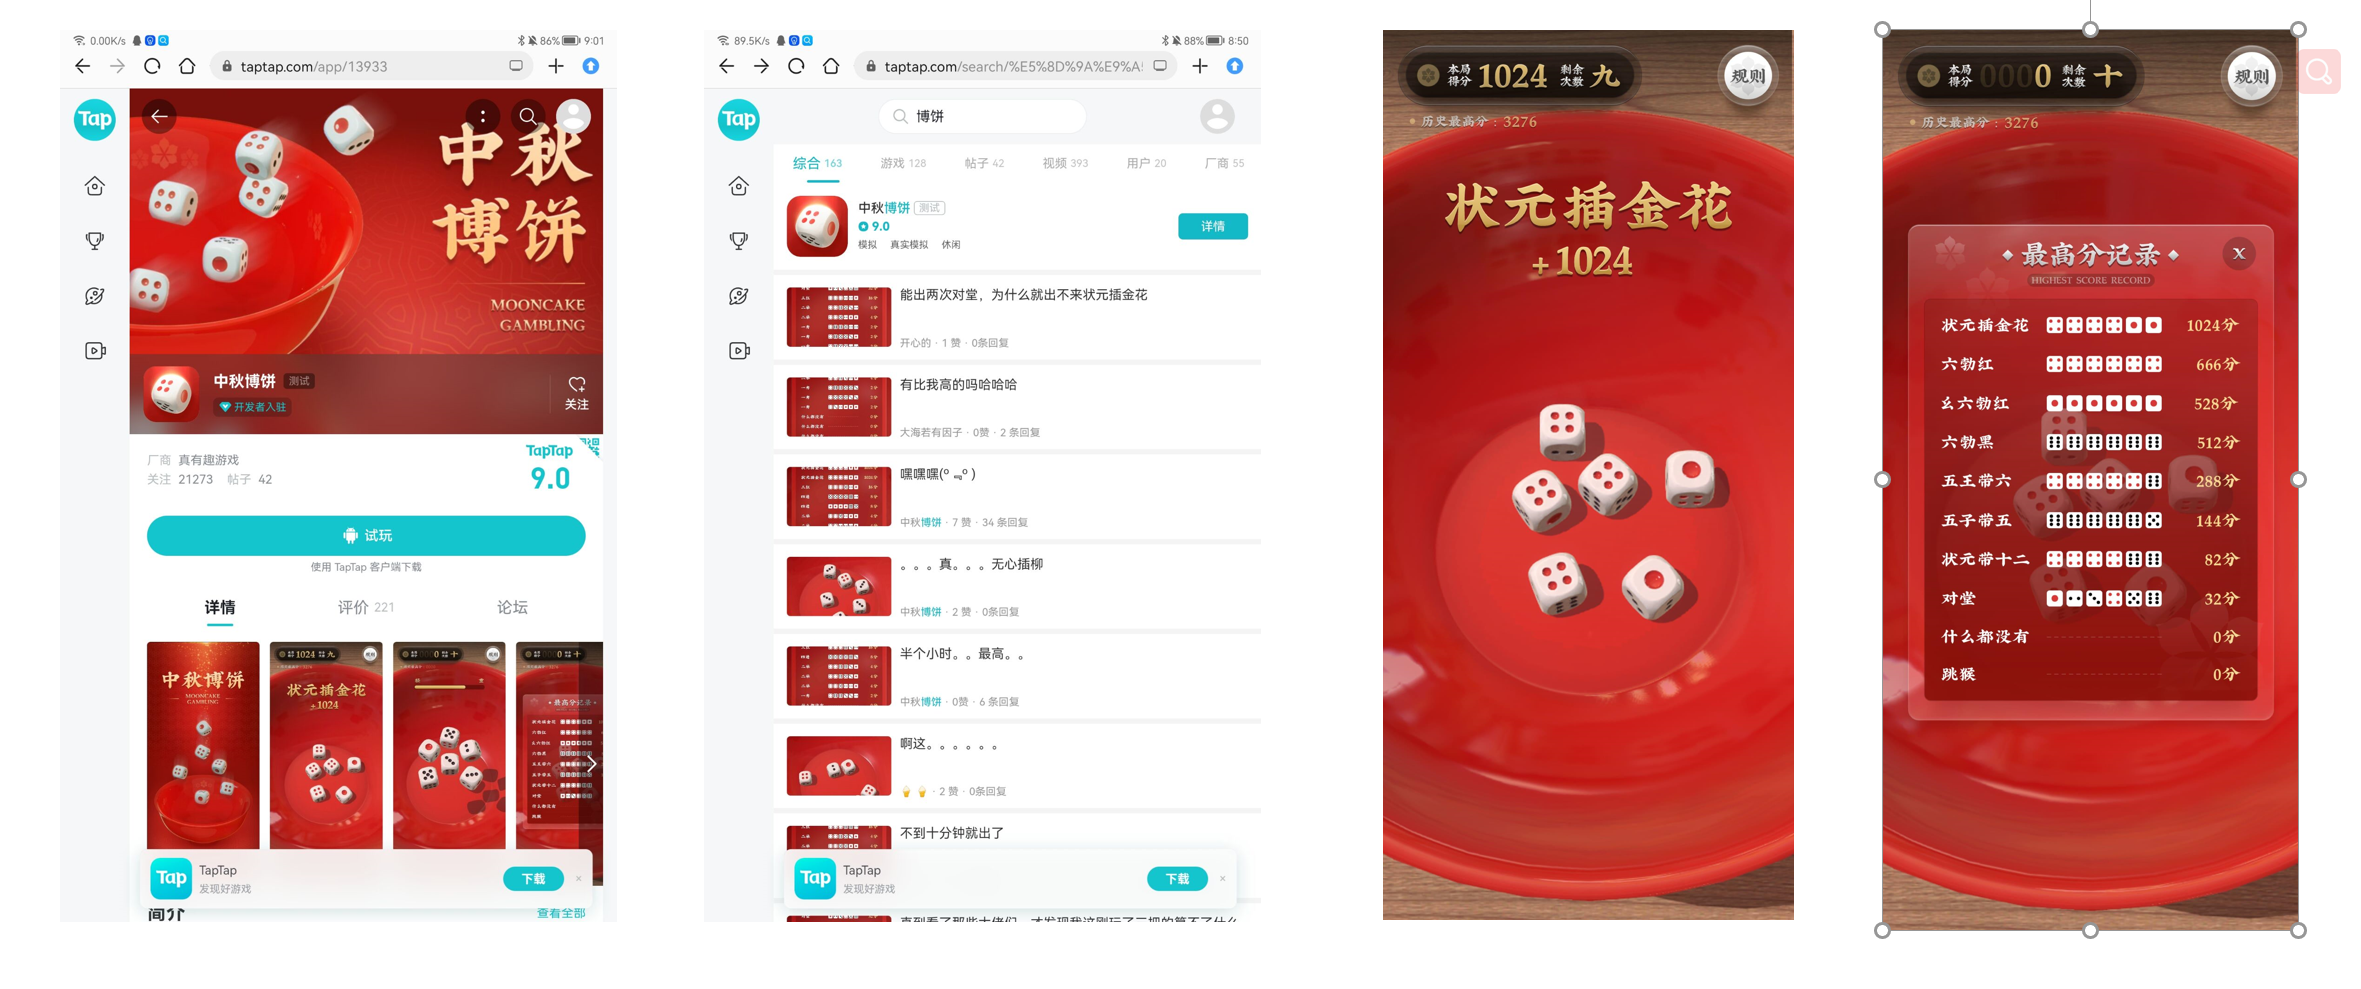 0.00K/s
86% 9:01
taptap.com/app/13933
Tap
中秋
博饼
MOONCAKE
GAMBLING
中秋博饼 测试
开发者入驻
关注
厂商 真有趣游戏
关注 21273 帖子 42
TapTap
9.0
试玩
使用 TapTap 客户端下载
详情 评价 221 论坛
中秋博饼
MOONCAKE
GAMBLING
1024 九
规则
状元插金花
+1024
0 十
规则
0 十
最高分记录
Tap
TapTap
发现好游戏
下载
×
简介
查看全部
89.5K/s
88% 8:50
taptap.com/search/%E5%8D%9A%E9%A
Tap
博饼
综合 163 游戏 128 帖子 42 视频 393 用户 20 厂商 55
中秋博饼 测试
9.0
模拟 真实模拟 休闲
详情
能出两次对堂，为什么就出不来状元插金花
开心的 · 1 赞 · 0条回复
有比我高的吗哈哈哈
大海若有因子 · 0赞 · 2 条回复
嘿嘿嘿(º﹃º )
中秋博饼 · 7 赞 · 34 条回复
。。。真。。。无心插柳
中秋博饼 · 2 赞 · 0条回复
半个小时。。最高。。
中秋博饼 · 0赞 · 6 条回复
啊这。。。。。。
· 2 赞 · 0条回复
不到十分钟就出了
Tap
TapTap
发现好游戏
下载
×
本局得分 1024 剩余次数 九
规则
历史最高分：3276
状元插金花
+1024
本局得分 0000 剩余次数 十
规则
历史最高分：3276
最高分记录
X
HIGHEST SCORE RECORD
状元插金花 1024分
六勃红 666分
幺六勃红 528分
六勃黑 512分
五王带六 288分
五子带五 144分
状元带十二 82分
对堂 32分
什么都没有 0分
跳猴 0分